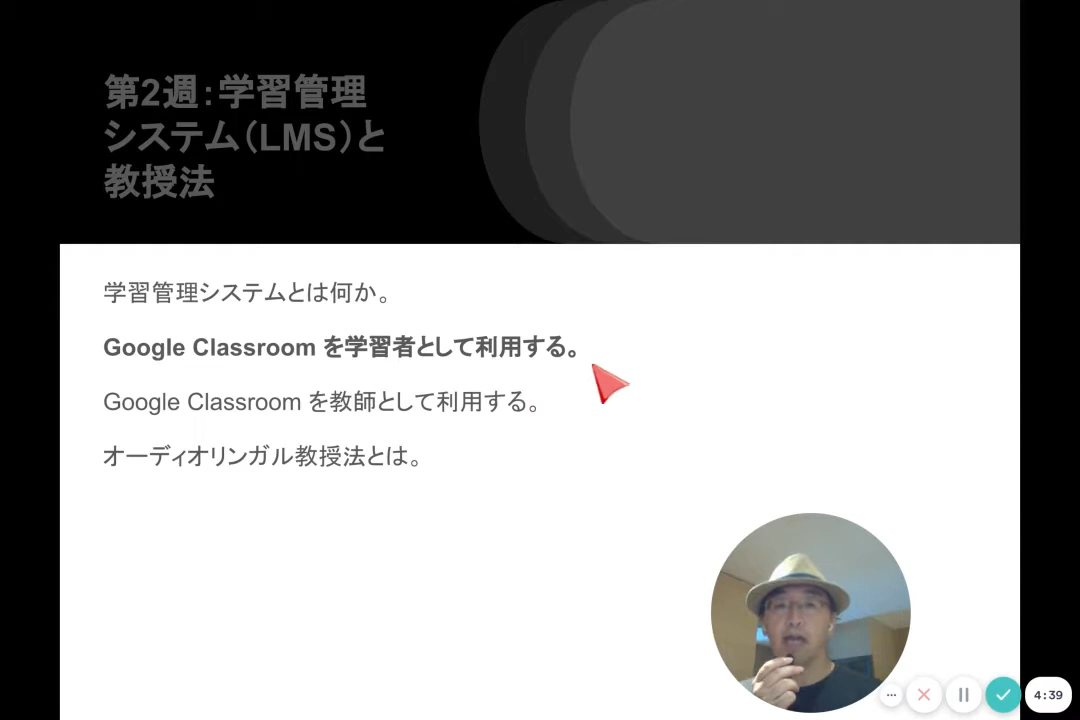 第2週：学習管理
システム（LMS）と
教授法
学習管理システムとは何か。
Google Classroom を学習者として利用する。
Google Classroom を教師として利用する。
オーディオリンガル教授法とは。
4:39